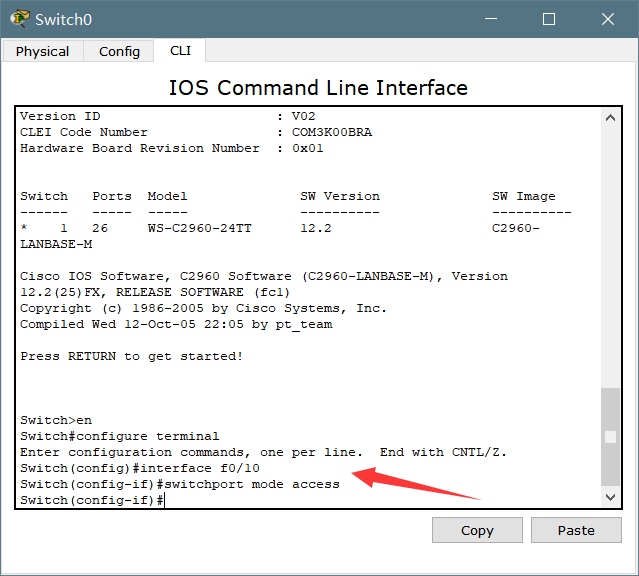 Switch0
Physical Config CLI
IOS Command Line Interface
Version ID : V02
CLEI Code Number : COM3K00BRA
Hardware Board Revision Number : 0x01
Switch Ports Model SW Version SW Image
------ ----- ----- ---------- ----------
* 1 26 WS-C2960-24TT 12.2 C2960-
LANBASE-M
Cisco IOS Software, C2960 Software (C2960-LANBASE-M), Version
12.2(25)FX, RELEASE SOFTWARE (fc1)
Copyright (c) 1986-2005 by Cisco Systems, Inc.
Compiled Wed 12-Oct-05 22:05 by pt_team
Press RETURN to get started!
Switch>en
Switch#configure terminal
Enter configuration commands, one per line. End with CNTL/Z.
Switch(config)#interface f0/10
Switch(config-if)#switchport mode access
Switch(config-if)#
Copy Paste